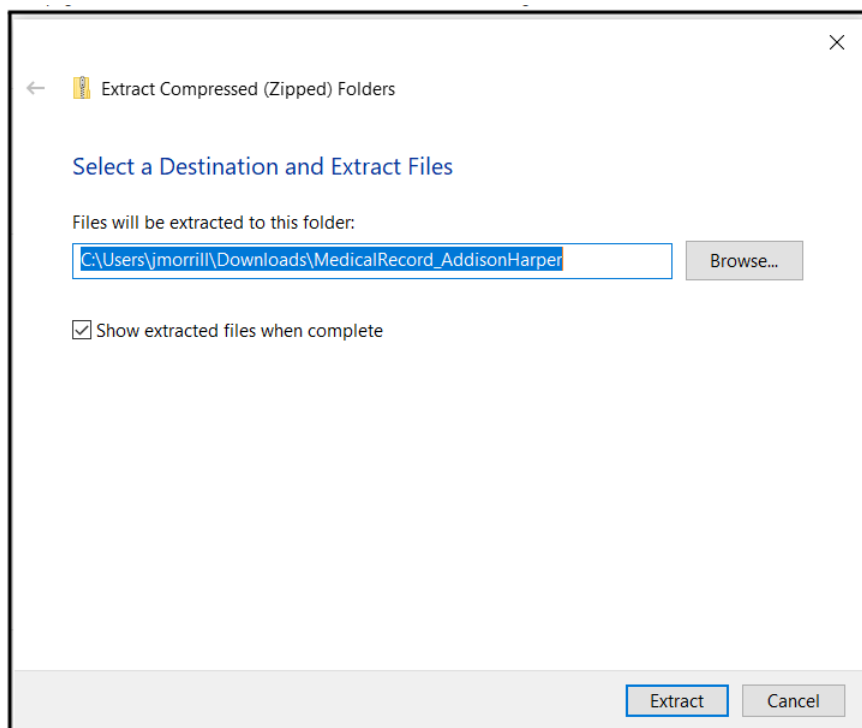 Extract Compressed (Zipped) Folders
Select a Destination and Extract Files
Files will be extracted to this folder:
C:\Users\jmorrill\Downloads\MedicalRecord_AddisonHarper
Browse...
Show extracted files when complete
Extract
Cancel